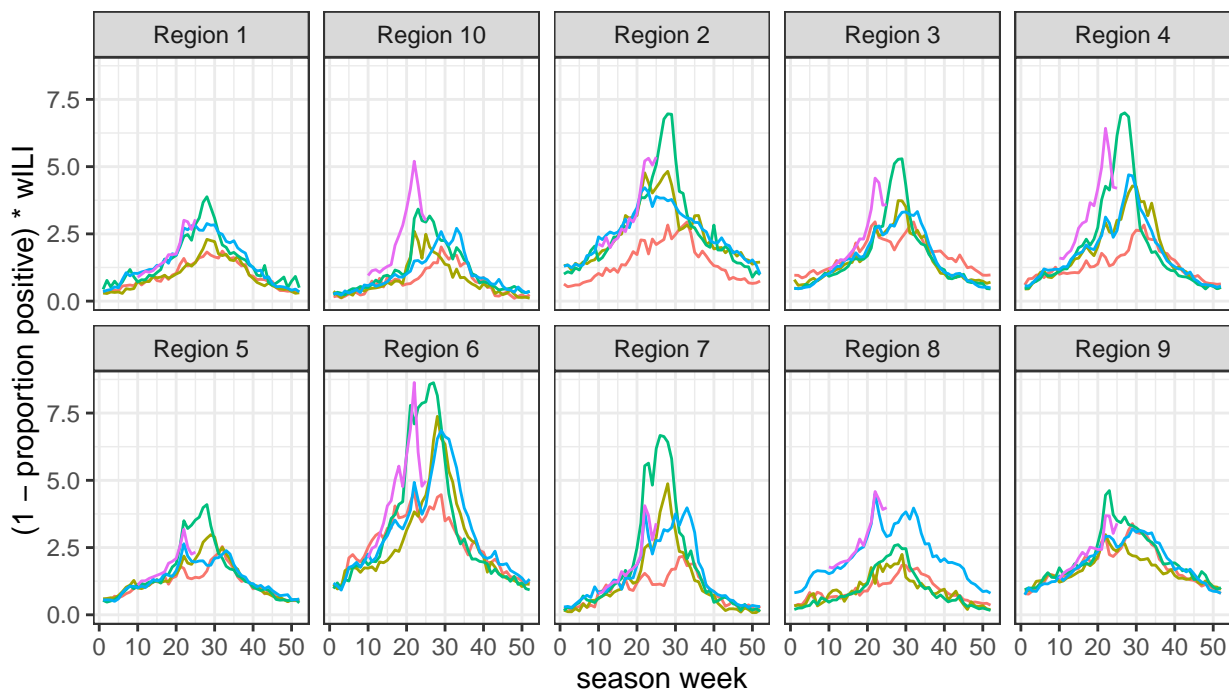 Region 1
Region 10
Region 2
Region 3
Region 4
7.5
5.0
2.5
0.0
Region 5
Region 6
Region 7
Region 8
Region 9
7.5
5.0
2.5
0.0
0 10 20 30 40 50
0 10 20 30 40 50
0 10 20 30 40 50
0 10 20 30 40 50
0 10 20 30 40 50
season week
(1 − proportion positive) * wILI